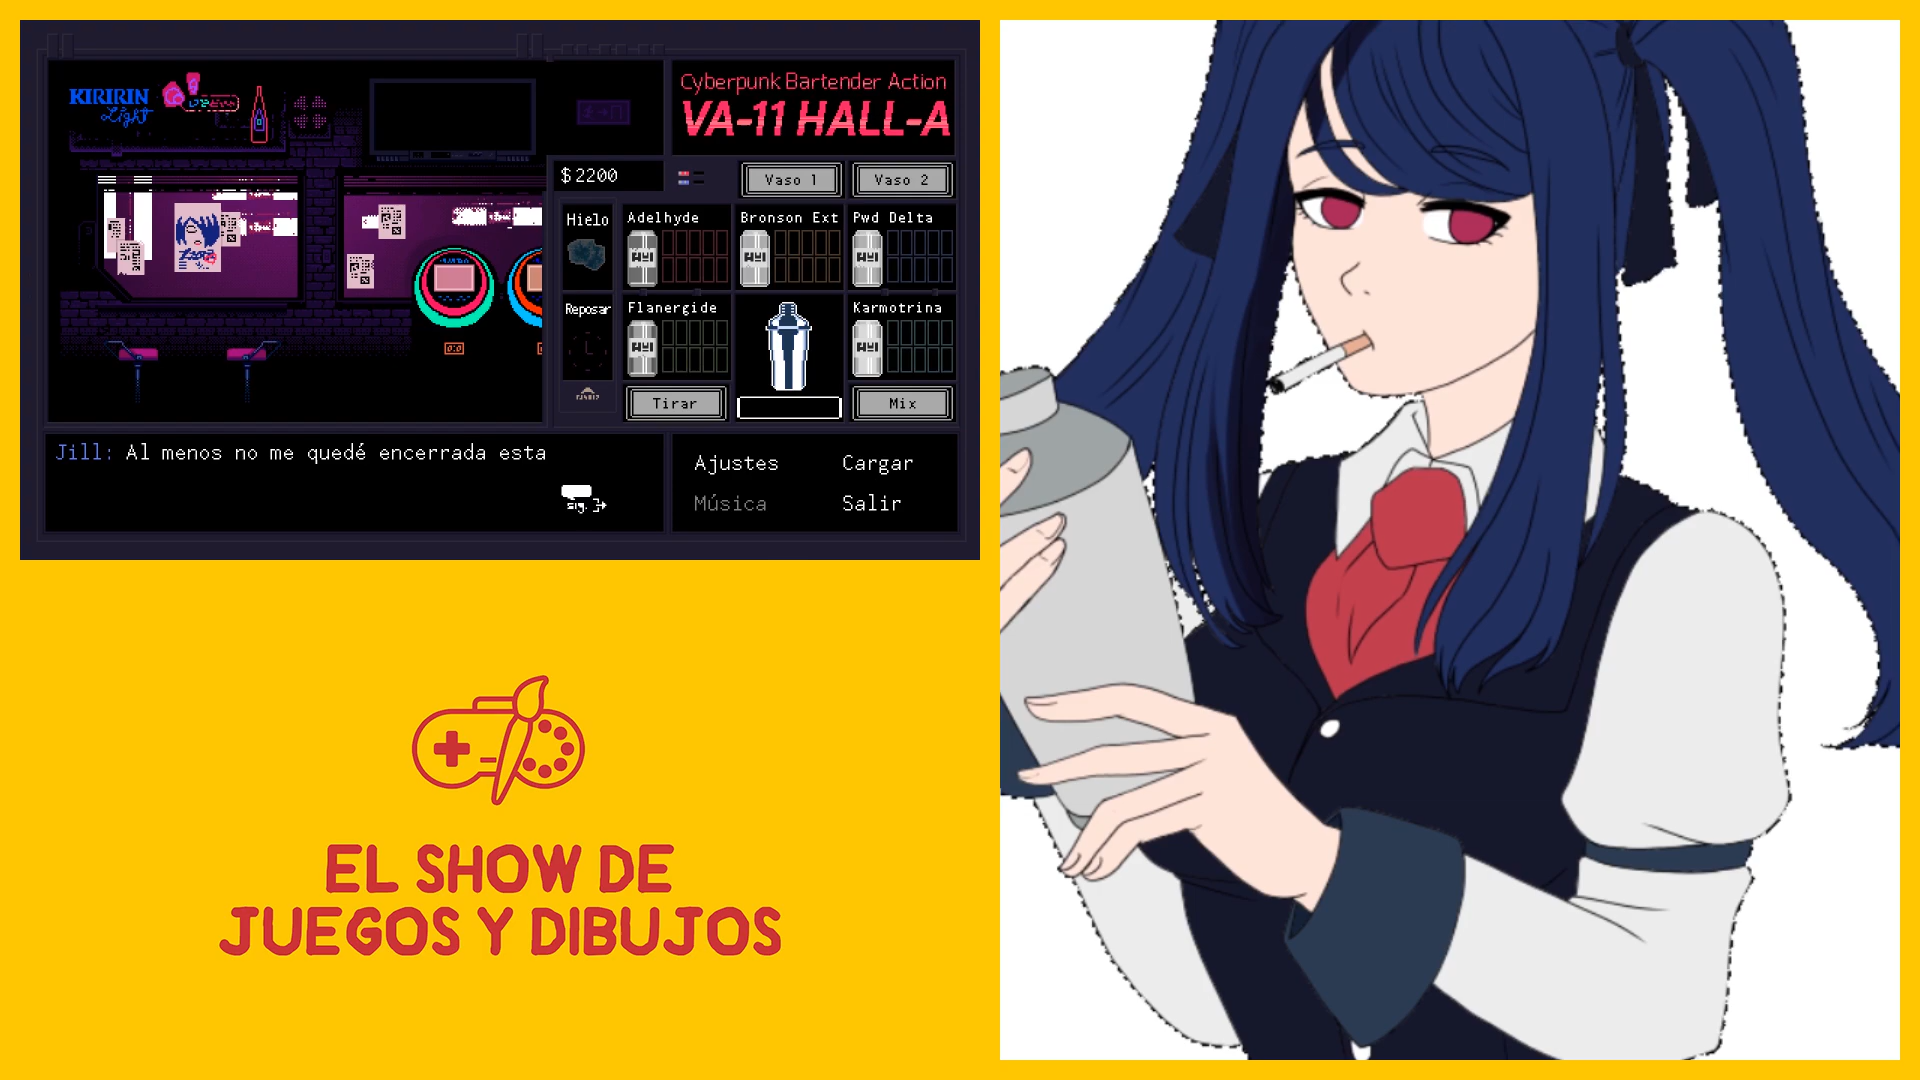 KIRIRIN
Light
Cyberpunk Bartender Action
VA-11 HALL-A
$ 2200
Vaso 1
Vaso 2
Hielo
Adelhyde
Bronson Ext
Pwd Delta
Reposar
Flanergide
Karmotrina
Tirar
Mix
Jill: Al menos no me quedé encerrada esta
sig.
Ajustes
Cargar
Música
Salir
EL SHOW DE
JUEGOS Y DIBUJOS